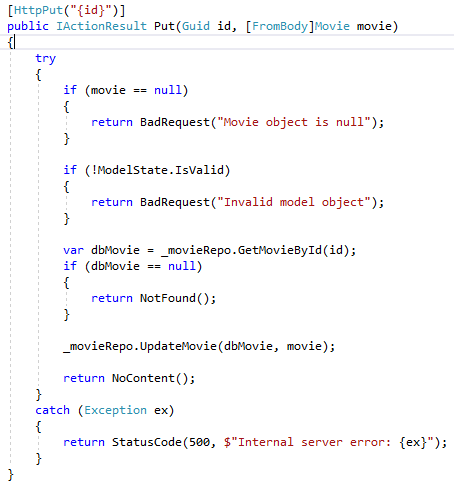 [HttpPut("{id}")]
public IActionResult Put(Guid id, [FromBody]Movie movie)
{
    try
    {
        if (movie == null)
        {
            return BadRequest("Movie object is null");
        }

        if (!ModelState.IsValid)
        {
            return BadRequest("Invalid model object");
        }

        var dbMovie = _movieRepo.GetMovieById(id);
        if (dbMovie == null)
        {
            return NotFound();
        }

        _movieRepo.UpdateMovie(dbMovie, movie);

        return NoContent();
    }
    catch (Exception ex)
    {
        return StatusCode(500, $"Internal server error: {ex}");
    }
}